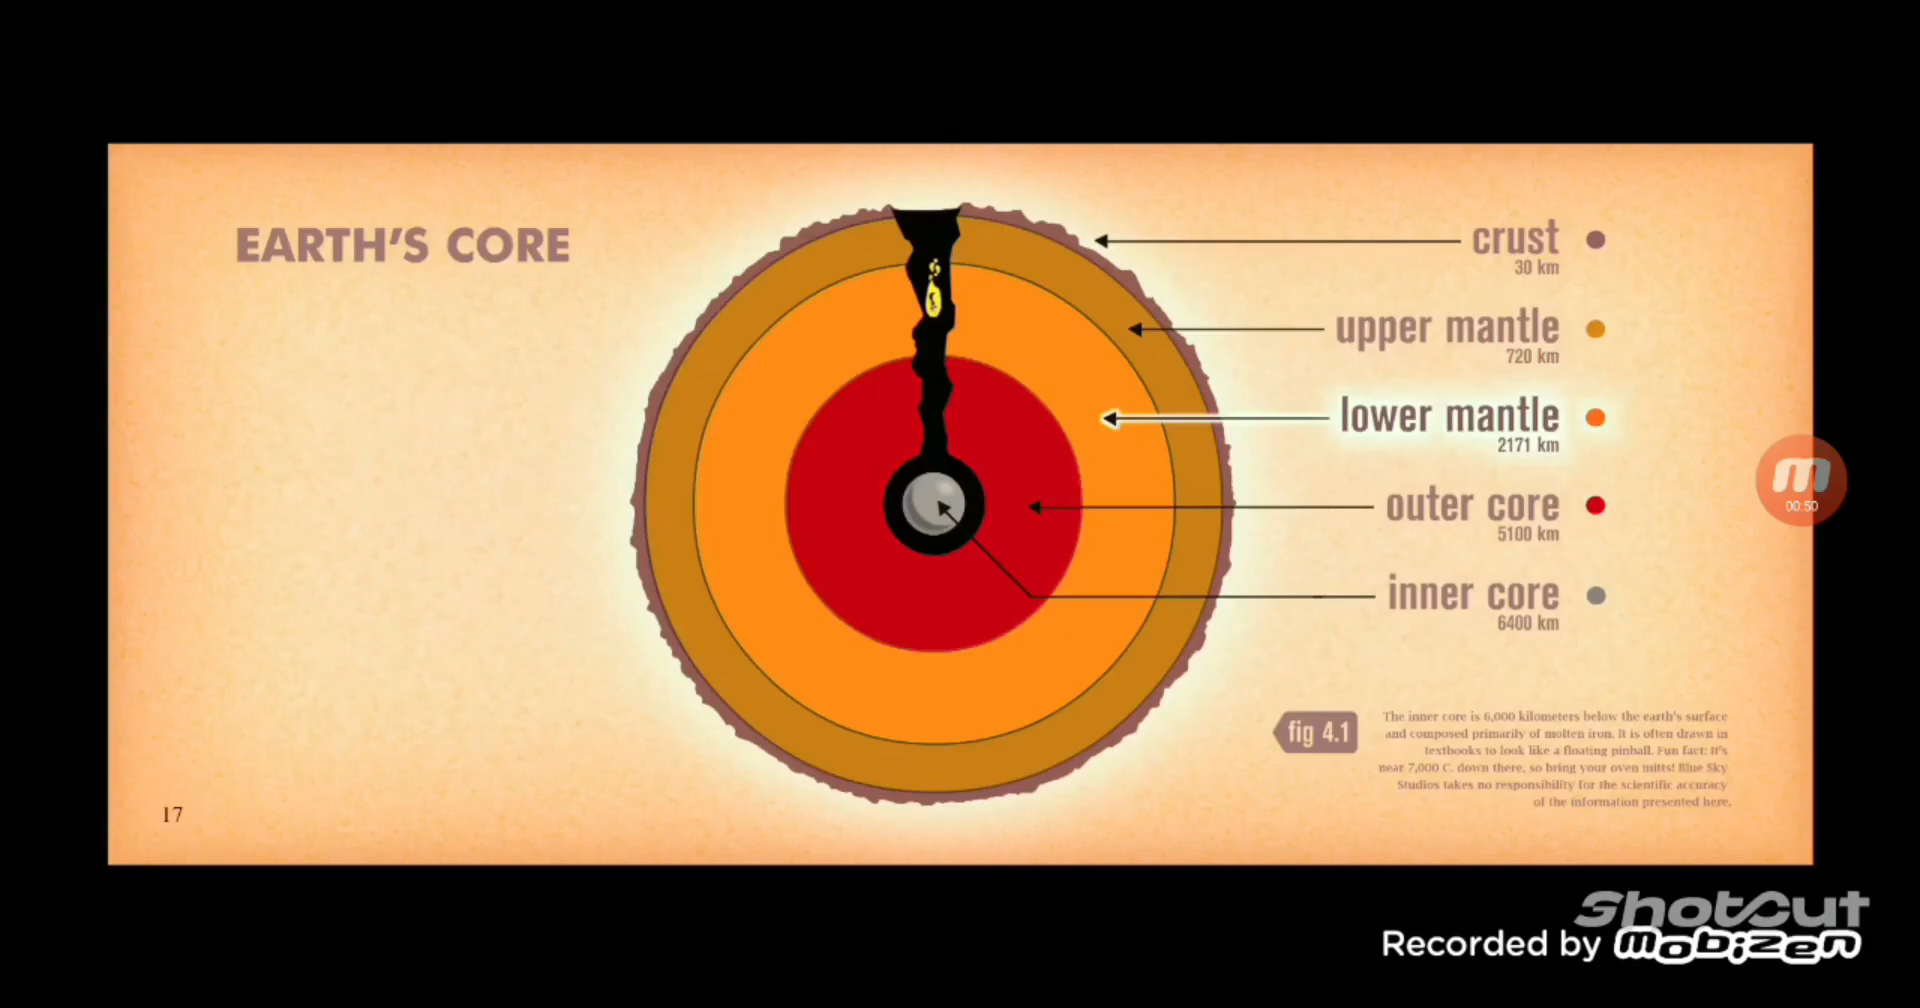 EARTH'S CORE
crust
30 km
upper mantle
720 km
lower mantle
2171 km
outer core
5100 km
inner core
6400 km
fig 4.1
The inner core is 6,000 kilometers below the earth's surface
and composed primarily of molten iron. It is often drawn in
textbooks to look like a floating pinball. Fun fact: It's
near 7,000 C. down there, so bring your oven mitts! Blue Sky
Studios takes no responsibility for the scientific accuracy
of the information presented here.
17
00:50
ShotCut
Recorded by mobizen